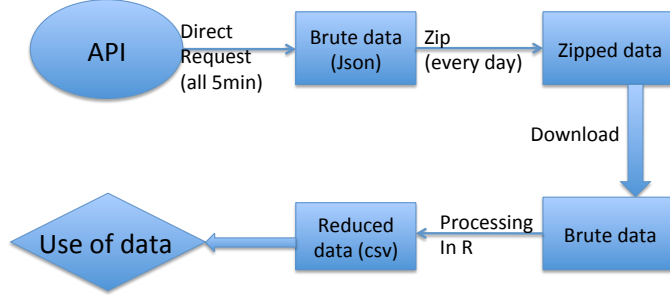 API
Direct
Request
(all 5min)
Brute data
(Json)
Zip
(every day)
Zipped data
Download
Brute data
Processing
In R
Reduced
data (csv)
Use of data